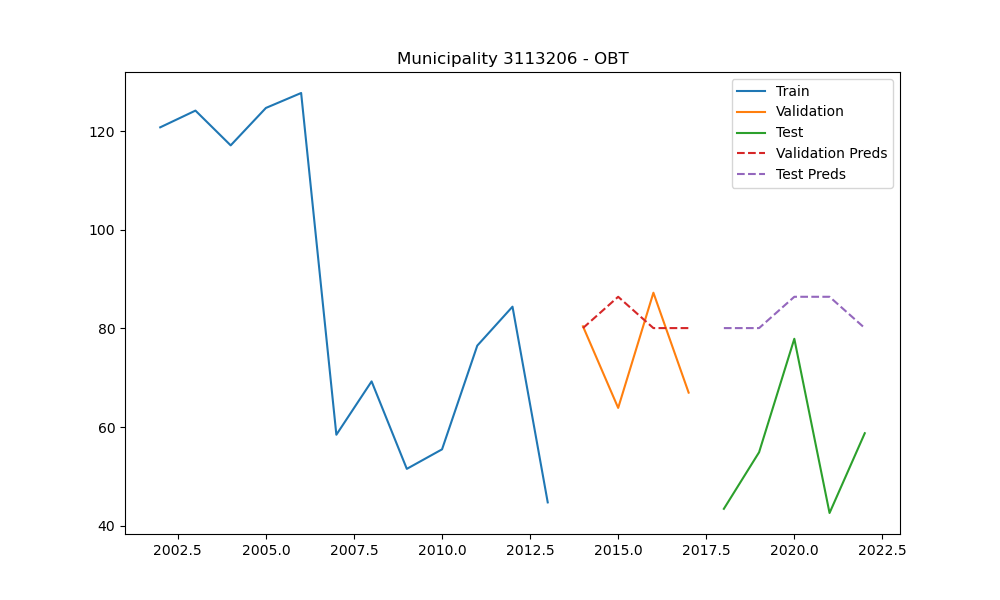 Municipality 3113206 - OBT
Train
Validation
Test
Validation Preds
Test Preds
120
100
80
60
40
2002.5 2005.0 2007.5 2010.0 2012.5 2015.0 2017.5 2020.0 2022.5